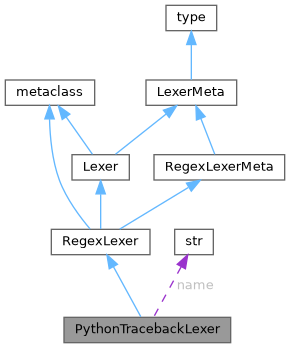 type
metaclass
LexerMeta
Lexer
RegexLexerMeta
RegexLexer
str
name
PythonTracebackLexer